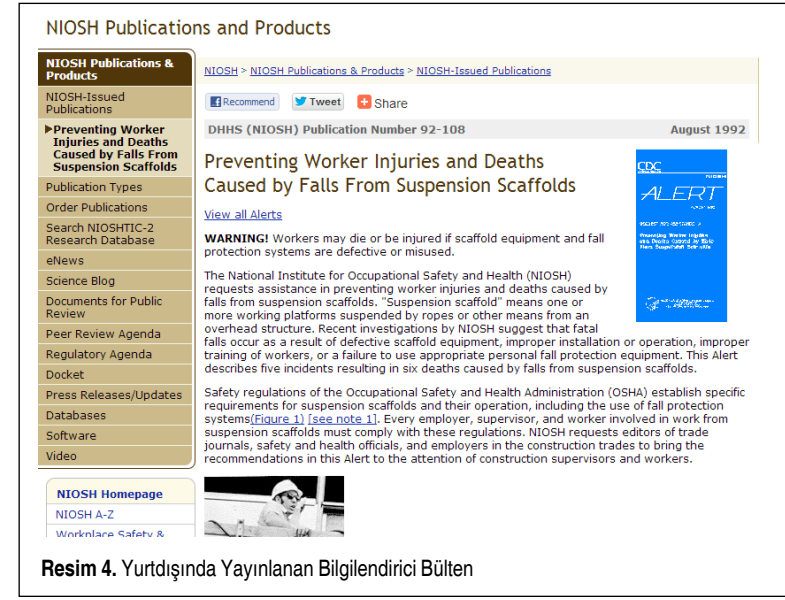 NIOSH Publications and Products
NIOSH Publications &
Products
NIOSH-Issued
Publications
Preventing Worker
Injuries and Deaths
Caused by Falls From
Suspension Scaffolds
Publication Types
Order Publications
Search NIOSHTIC-2
Research Database
eNews
Science Blog
Documents for Public
Review
Peer Review Agenda
Regulatory Agenda
Docket
Press Releases/Updates
Databases
Software
Video
NIOSH Homepage
NIOSH A-Z
Workplace Safety &
NIOSH > NIOSH Publications & Products > NIOSH-Issued Publications
Recommend Tweet Share
DHHS (NIOSH) Publication Number 92-108 August 1992
Preventing Worker Injuries and Deaths
Caused by Falls From Suspension Scaffolds
CDC
NIOSH
ALERT
Preventing Worker Injuries
and Deaths Caused by Falls
From Suspension Scaffolds
View all Alerts
WARNING! Workers may die or be injured if scaffold equipment and fall
protection systems are defective or misused.
The National Institute for Occupational Safety and Health (NIOSH)
requests assistance in preventing worker injuries and deaths caused by
falls from suspension scaffolds. "Suspension scaffold" means one or
more working platforms suspended by ropes or other means from an
overhead structure. Recent investigations by NIOSH suggest that fatal
falls occur as a result of defective scaffold equipment, improper installation or operation, improper
training of workers, or a failure to use appropriate personal fall protection equipment. This Alert
describes five incidents resulting in six deaths caused by falls from suspension scaffolds.
Safety regulations of the Occupational Safety and Health Administration (OSHA) establish specific
requirements for suspension scaffolds and their operation, including the use of fall protection
systems(Figure 1) [see note 1]. Every employer, supervisor, and worker involved in work from
suspension scaffolds must comply with these regulations. NIOSH requests editors of trade
journals, safety and health officials, and employers in the construction trades to bring the
recommendations in this Alert to the attention of construction supervisors and workers.
Resim 4. Yurtdışında Yayınlanan Bilgilendirici Bülten